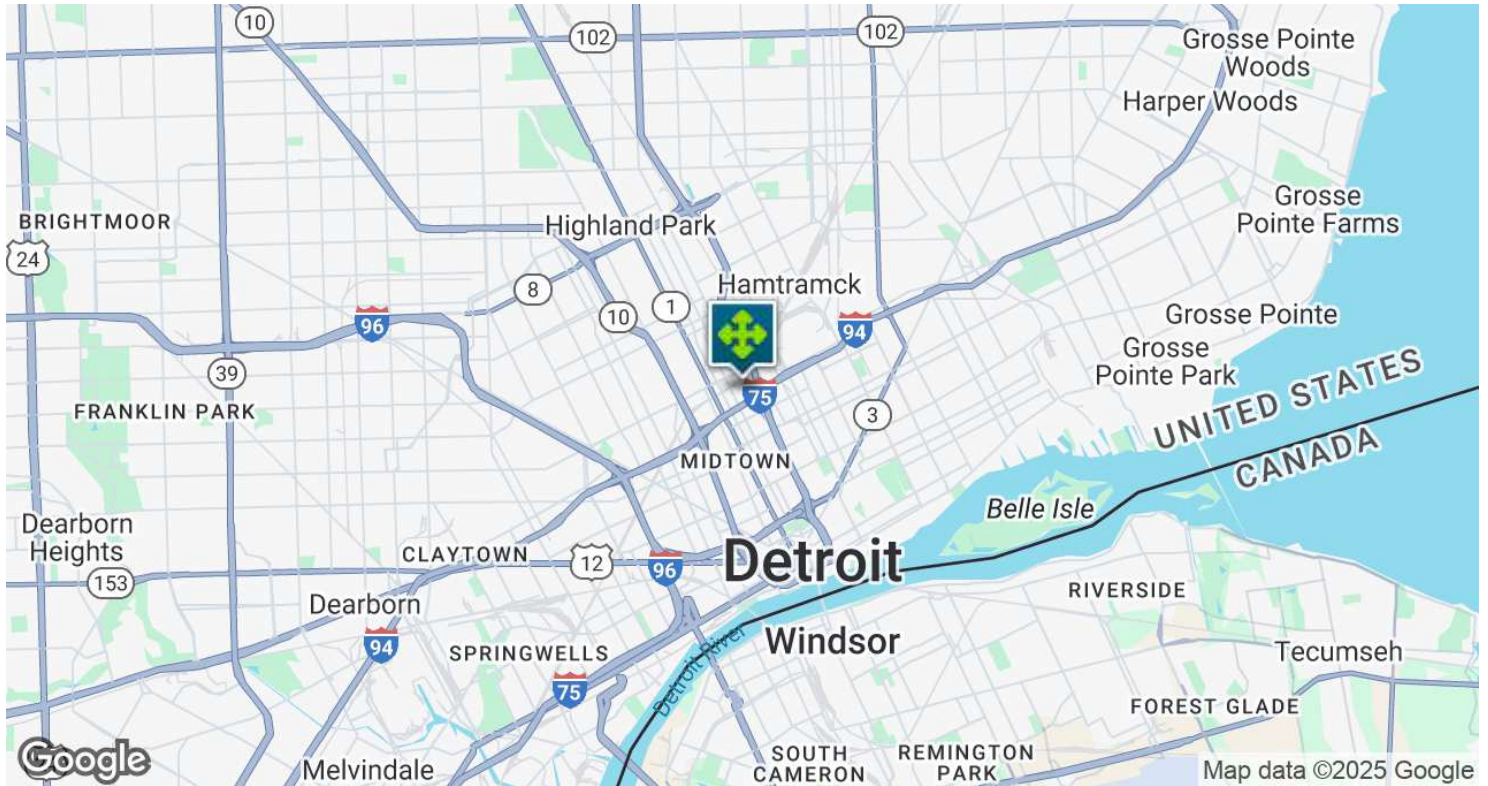 10
102
102
Grosse Pointe
Woods
Harper Woods
BRIGHTMOOR
Highland Park
Grosse
Pointe Farms
24
Hamtramck
8
10
1
96
94
Grosse Pointe
Grosse
Pointe Park
39
75
FRANKLIN PARK
3
UNITED STATES
CANADA
MIDTOWN
Belle Isle
Dearborn
Heights
CLAYTOWN
12
96
Detroit
153
RIVERSIDE
Dearborn
94
SPRINGWELLS
Windsor
Tecumseh
75
Detroit River
FOREST GLADE
SOUTH
CAMERON
REMINGTON
PARK
Google
Melvindale
Map data ©2025 Google